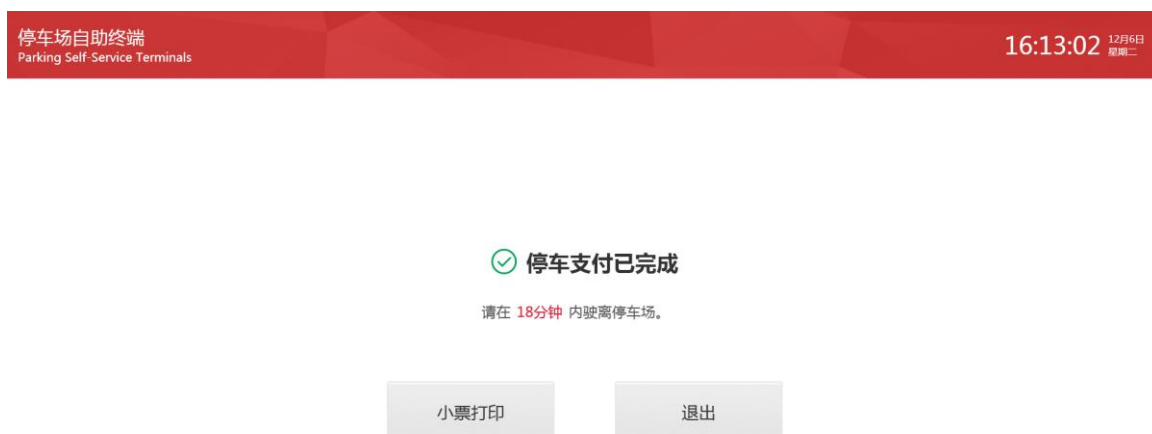 停车场自助终端
Parking Self-Service Terminals
16:13:02
12月6日
星期二
停车支付已完成
请在 18分钟 内驶离停车场。
小票打印
退出